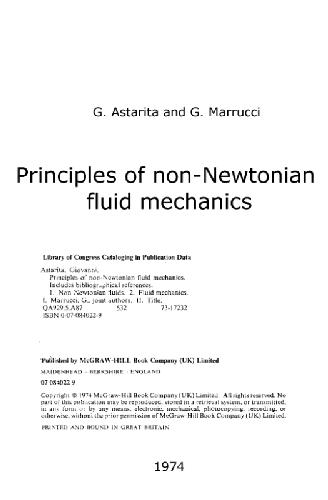 G. Astarita and G. Marrucci
Principles of non-Newtonian
fluid mechanics
Library of Congress Cataloging in Publication Data
Astarita, Giovanni.
Principles of non-Newtonian fluid mechanics.
Includes bibliographical references.
1. Non-Newtonian fluids. 2. Fluid mechanics.
I. Marrucci, G., joint authors. II. Title.
QA929.5.A87 532 73-17232
ISBN 0-07-084022-9
Published by McGRAW-HILL Book Company (UK) Limited
MAIDENHEAD · BERKSHIRE · ENGLAND
07 084022 9
Copyright © 1974 McGraw-Hill Book Company (UK) Limited. All rights reserved. No
part of this publication may be reproduced, stored in a retrieval system, or transmitted,
in any form or by any means, electronic, mechanical, photocopying, recording, or
otherwise, without the prior permission of McGraw-Hill Book Company (UK) Limited.
PRINTED AND BOUND IN GREAT BRITAIN
1974